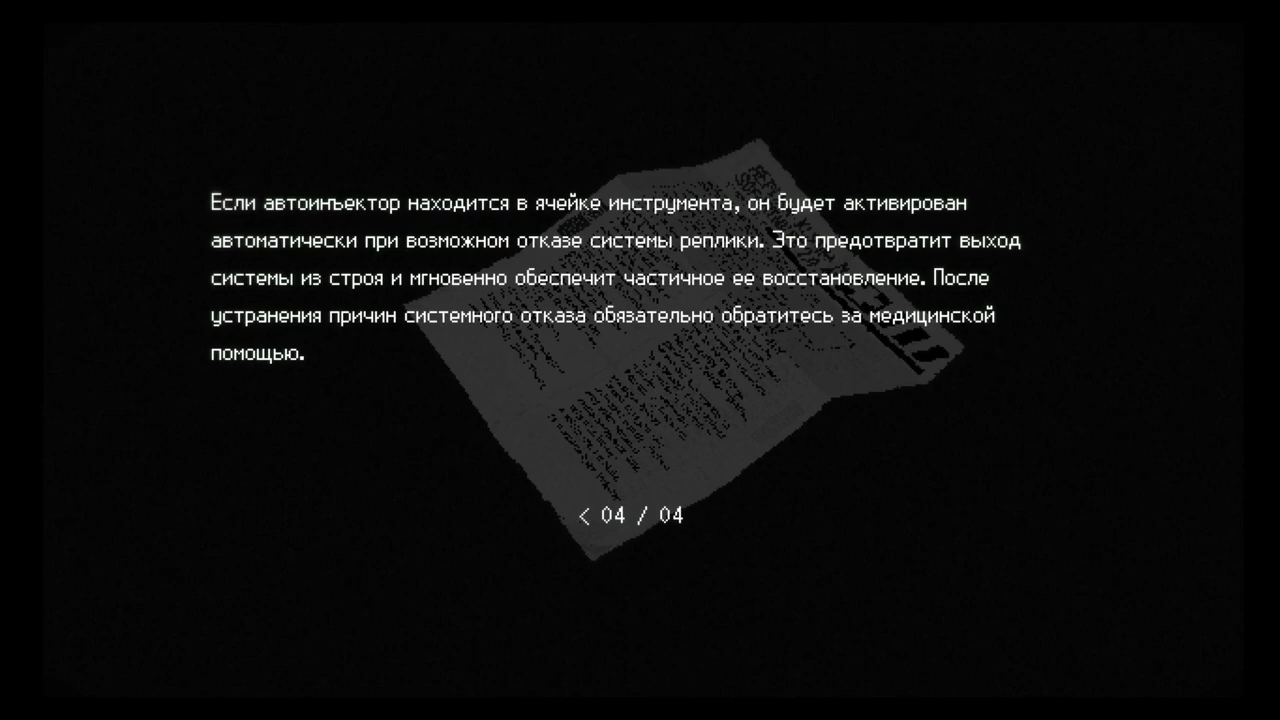 Если автоинъектор находится в ячейке инструмента, он будет активирован
автоматически при возможном отказе системы реплики. Это предотвратит выход
системы из строя и мгновенно обеспечит частичное ее восстановление. После
устранения причин системного отказа обязательно обратитесь за медицинской
помощью.
< 04 / 04